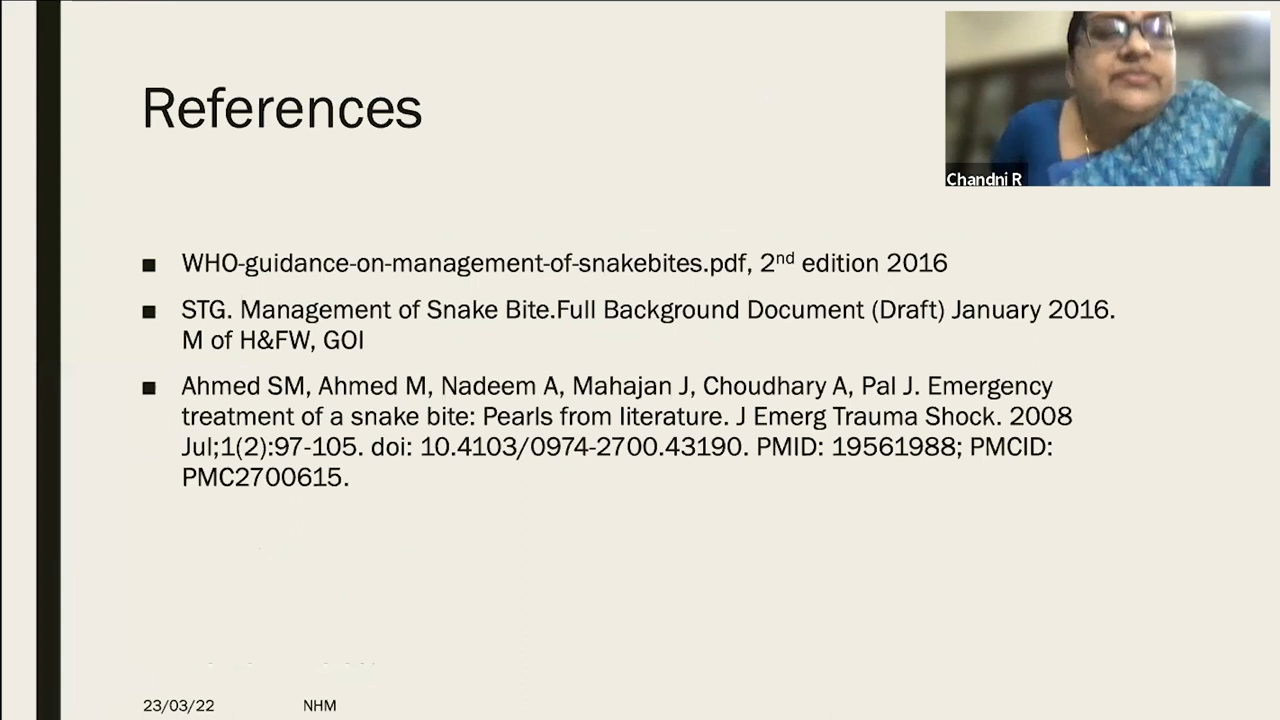 References
Chandni R
■ WHO-guidance-on-management-of-snakebites.pdf, 2nd edition 2016
■ STG. Management of Snake Bite.Full Background Document (Draft) January 2016.
M of H&FW, GOI
■ Ahmed SM, Ahmed M, Nadeem A, Mahajan J, Choudhary A, Pal J. Emergency
treatment of a snake bite: Pearls from literature. J Emerg Trauma Shock. 2008
Jul;1(2):97-105. doi: 10.4103/0974-2700.43190. PMID: 19561988; PMCID:
PMC2700615.
23/03/22 NHM